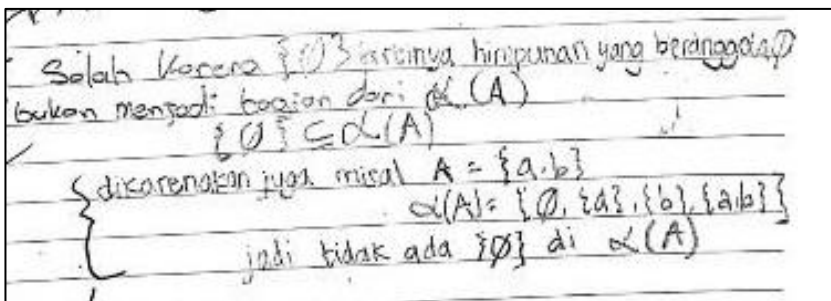 Salah karena {∅} artinya himpunan yang beranggota ∅
bukan menjadi bagian dari α(A)
{∅} ⊆ α(A)
dikarenakan juga misal A = {a,b}
α(A) = {∅, {a}, {b}, {a,b}}
jadi tidak ada {∅} di α(A)